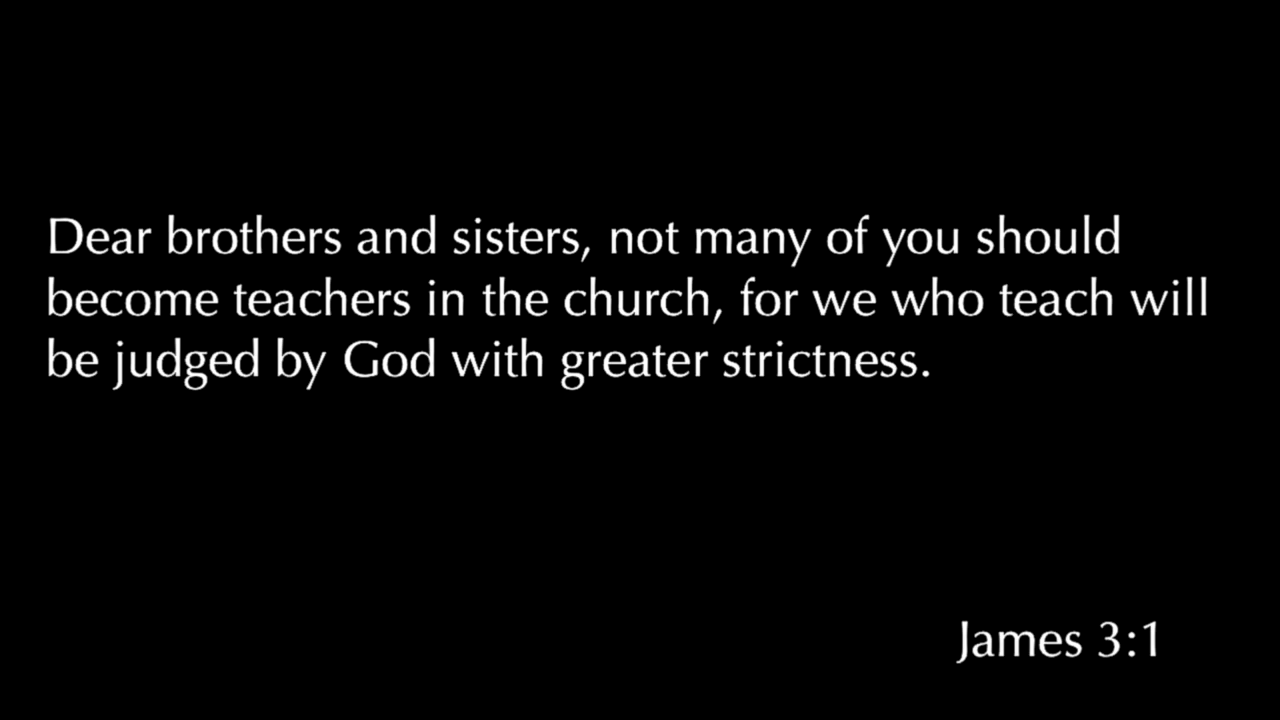 Dear brothers and sisters, not many of you should
become teachers in the church, for we who teach will
be judged by God with greater strictness.
James 3:1